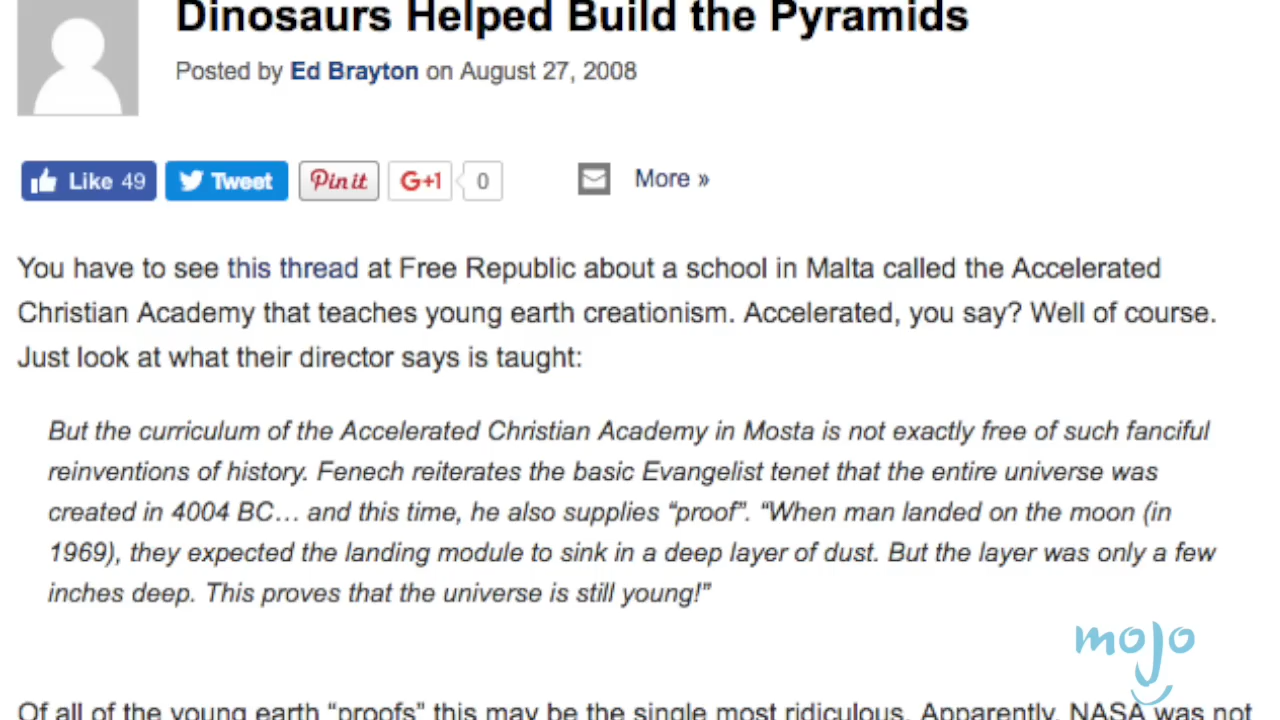 Dinosaurs Helped Build the Pyramids
Posted by Ed Brayton on August 27, 2008
Like 49 Tweet Pin it G+1 0 More »
You have to see this thread at Free Republic about a school in Malta called the Accelerated
Christian Academy that teaches young earth creationism. Accelerated, you say? Well of course.
Just look at what their director says is taught:
But the curriculum of the Accelerated Christian Academy in Mosta is not exactly free of such fanciful
reinventions of history. Fenech reiterates the basic Evangelist tenet that the entire universe was
created in 4004 BC… and this time, he also supplies “proof”. “When man landed on the moon (in
1969), they expected the landing module to sink in a deep layer of dust. But the layer was only a few
inches deep. This proves that the universe is still young!”
mojo
Of all of the young earth “proofs” this may be the single most ridiculous. Apparently, NASA was not